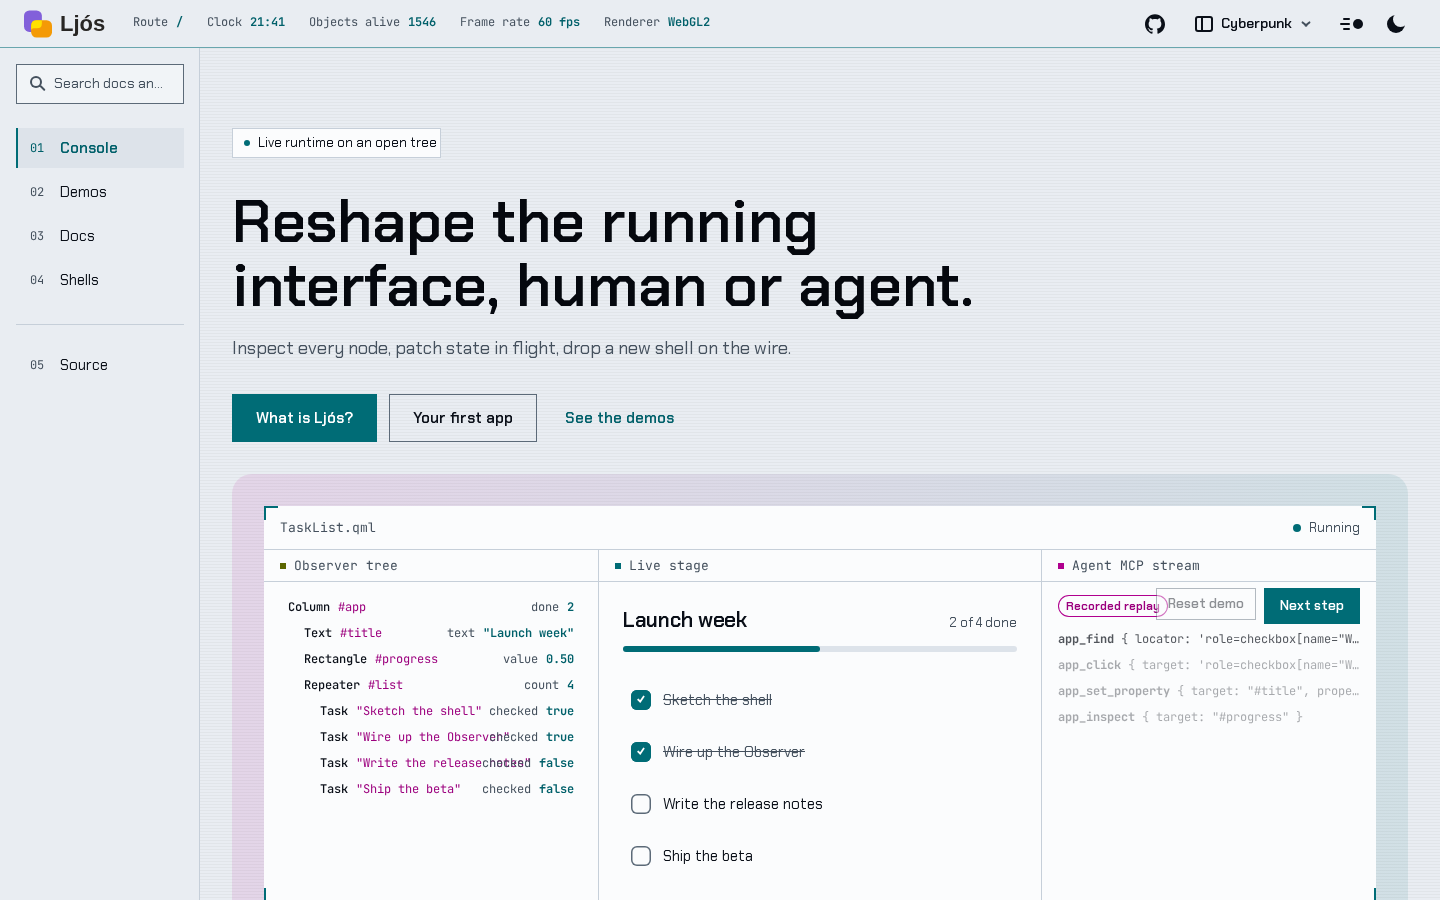 Ljós
Route /
Clock 21:41
Objects alive 1546
Frame rate 60 fps
Renderer WebGL2
Cyberpunk
Search docs an...
01 Console
02 Demos
03 Docs
04 Shells
05 Source
Live runtime on an open tree
Reshape the running
interface, human or agent.
Inspect every node, patch state in flight, drop a new shell on the wire.
What is Ljós?
Your first app
See the demos
TaskList.qml
Running
Observer tree
Column #app done 2
Text #title text "Launch week"
Rectangle #progress value 0.50
Repeater #list count 4
Task "Sketch the shell" checked true
Task "Wire up the Observer" checked true
Task "Write the release notes" checked false
Task "Ship the beta" checked false
Live stage
Launch week
2 of 4 done
Sketch the shell
Wire up the Observer
Write the release notes
Ship the beta
Agent MCP stream
Recorded replay
Reset demo
Next step
app_find { locator: 'role=checkbox[name="W…
app_click { target: 'role=checkbox[name="W…
app_set_property { target: "#title", prope…
app_inspect { target: "#progress" }